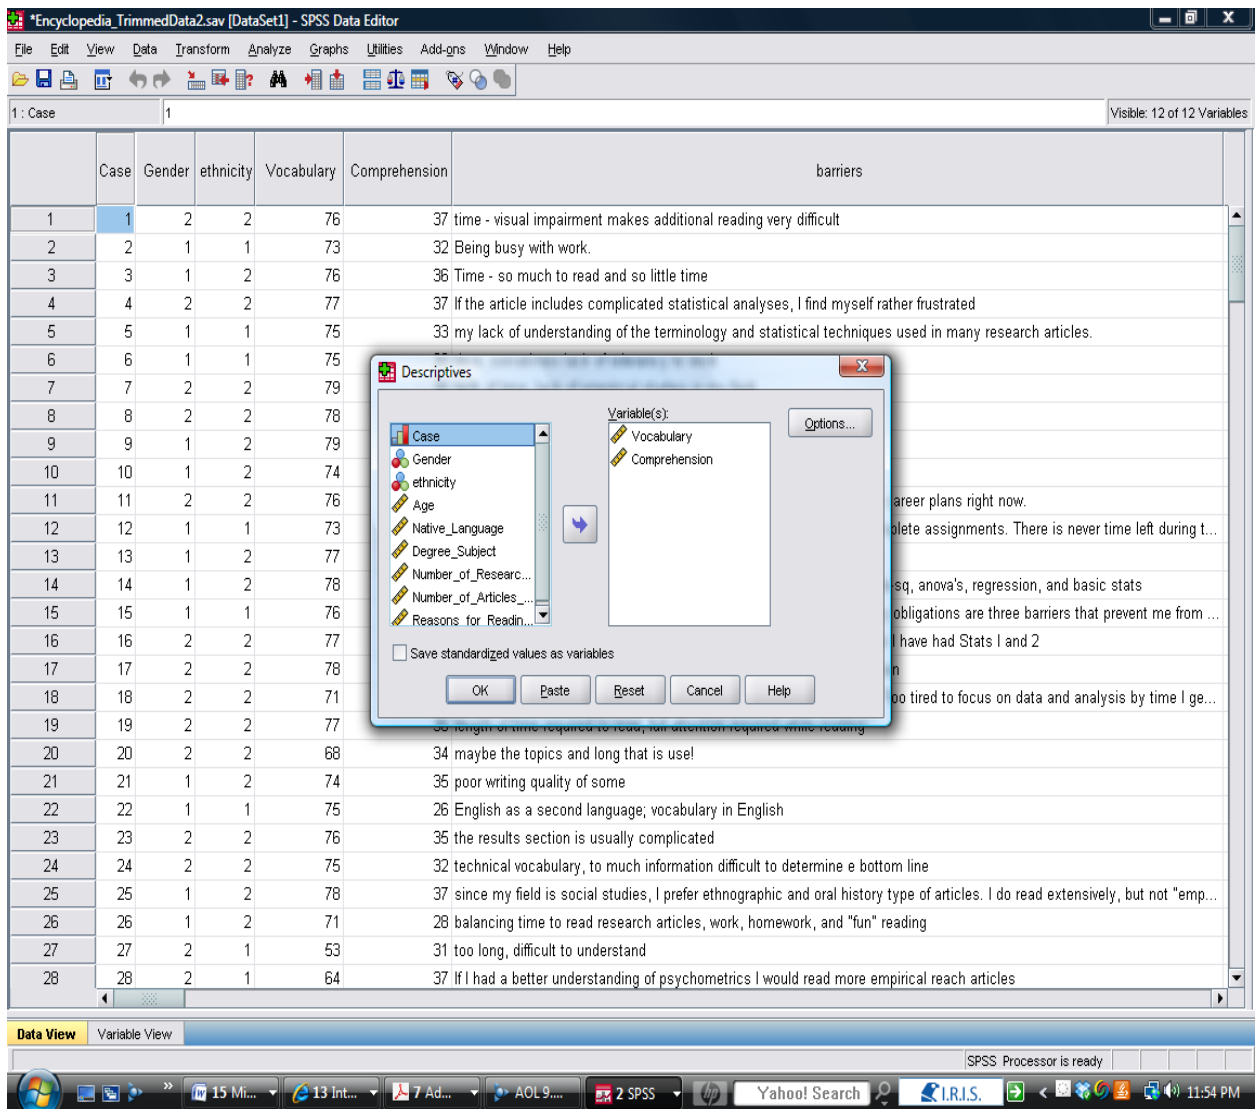 *Encyclopedia_TrimmedData2.sav [DataSet1] - SPSS Data Editor
File Edit View Data Transform Analyze Graphs Utilities Add-ons Window Help
1 : Case 1 Visible: 12 of 12 Variables
Case Gender ethnicity Vocabulary Comprehension barriers
1 1 2 2 76 37 time - visual impairment makes additional reading very difficult
2 2 1 1 73 32 Being busy with work.
3 3 1 2 76 36 Time - so much to read and so little time
4 4 2 2 77 37 If the article includes complicated statistical analyses, I find myself rather frustrated
5 5 1 1 75 33 my lack of understanding of the terminology and statistical techniques used in many research articles.
6 6 1 1 75
7 7 2 2 79
8 8 2 2 78
9 9 1 2 79
10 10 1 2 74
11 11 2 2 76 areer plans right now.
12 12 1 1 73 plete assignments. There is never time left during t...
13 13 1 2 77
14 14 1 2 78 -sq, anova's, regression, and basic stats
15 15 1 1 76 obligations are three barriers that prevent me from ...
16 16 2 2 77 I have had Stats I and 2
17 17 2 2 78 n
18 18 2 2 71 oo tired to focus on data and analysis by time I ge...
19 19 2 2 77
20 20 2 2 68 34 maybe the topics and long that is use!
21 21 1 2 74 35 poor writing quality of some
22 22 1 1 75 26 English as a second language; vocabulary in English
23 23 2 2 76 35 the results section is usually complicated
24 24 2 2 75 32 technical vocabulary, to much information difficult to determine e bottom line
25 25 1 2 78 37 since my field is social studies, I prefer ethnographic and oral history type of articles. I do read extensively, but not "emp...
26 26 1 2 71 28 balancing time to read research articles, work, homework, and "fun" reading
27 27 2 1 53 31 too long, difficult to understand
28 28 2 1 64 37 If I had a better understanding of psychometrics I would read more empirical reach articles
Descriptives
Case
Gender
ethnicity
Age
Native_Language
Degree_Subject
Number_of_Researc...
Number_of_Articles_...
Reasons_for_Readin...
Variable(s):
Vocabulary
Comprehension
Options...
Save standardized values as variables
OK Paste Reset Cancel Help
Data View Variable View
SPSS Processor is ready
» 15 Mi... 13 Int... 7 Ad... AOL 9.... 2 SPSS hp Yahoo! Search I.R.I.S. 11:54 PM